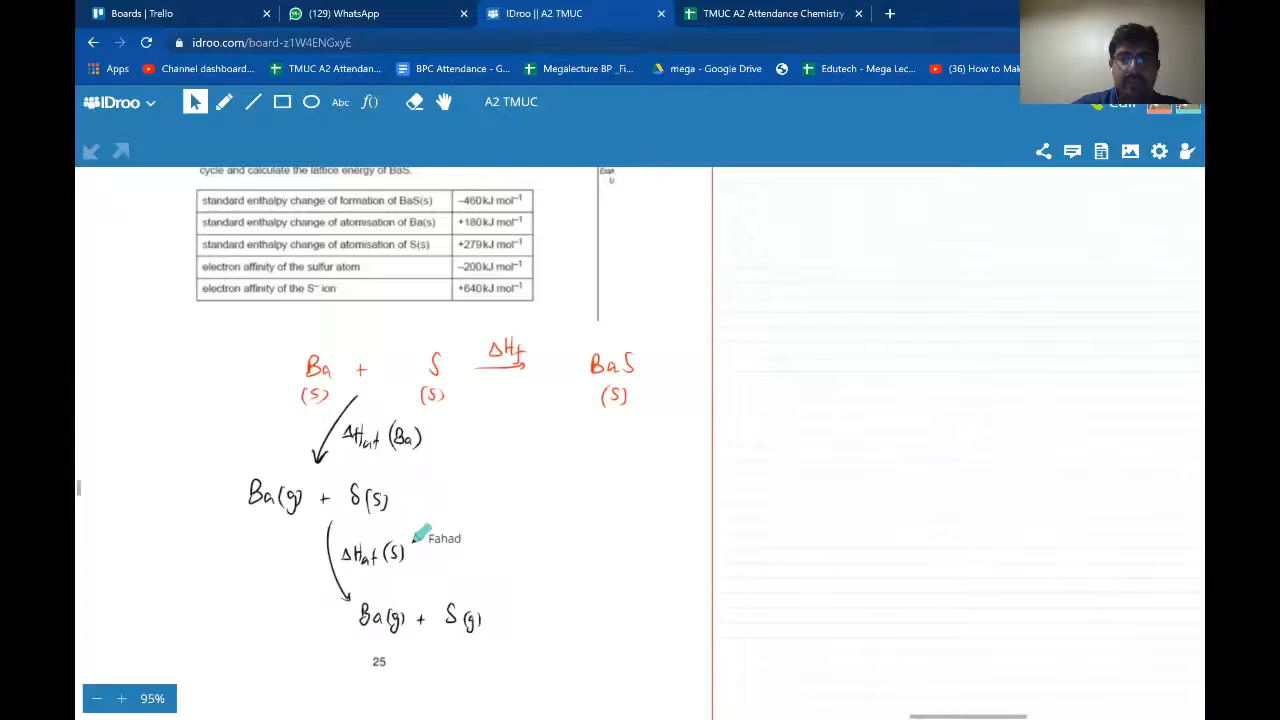 Boards | Trello
(129) WhatsApp
IDroo || A2 TMUC
TMUC A2 Attendance Chemistry
idroo.com/board-z1W4ENGxyE
Apps
Channel dashboard...
TMUC A2 Attendan...
BPC Attendance - G...
Megalecture BP _Fi...
mega - Google Drive
Edutech - Mega Lec...
(36) How to Make
IDroo
Abc
f()
A2 TMUC
cycle and calculate the lattice energy of BaS.
standard enthalpy change of formation of BaS(s) –460 kJ mol⁻¹
standard enthalpy change of atomisation of Ba(s) +180 kJ mol⁻¹
standard enthalpy change of atomisation of S(s) +279 kJ mol⁻¹
electron affinity of the sulfur atom –200 kJ mol⁻¹
electron affinity of the S⁻ ion +640 kJ mol⁻¹
ΔHf
Ba + S → BaS
(s) (s) (s)
ΔHat (Ba)
Ba(g) + S(s)
Fahad
ΔHat (S)
Ba(g) + S(g)
25
95%